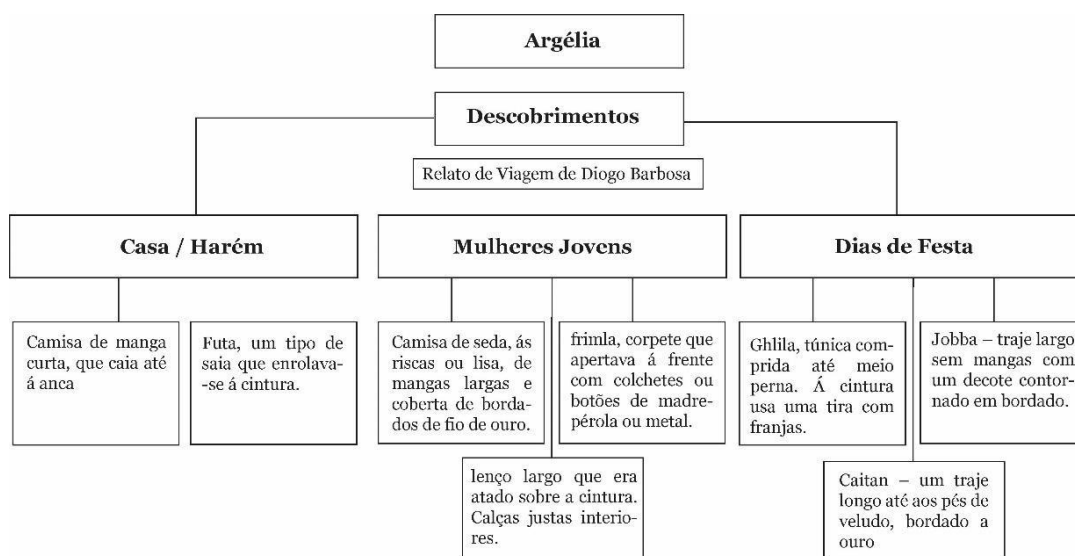 Argélia
Descobrimentos
Relato de Viagem de Diogo Barbosa
Casa / Harém
Camisa de manga
curta, que caia até
á anca
Futa, um tipo de
saia que enrolava-
-se á cintura.
Mulheres Jovens
Camisa de seda, ás
riscas ou lisa, de
mangas largas e
coberta de borda-
dos de fio de ouro.
frimla, corpete que
apertava á frente
com colchetes ou
botões de madre-
pérola ou metal.
lenço largo que era
atado sobre a cintura.
Calças justas interio-
res.
Dias de Festa
Ghlila, túnica com-
prida até meio
perna. Á cintura
usa uma tira com
franjas.
Jobba – traje largo
sem mangas com
um decote contor-
nado em bordado.
Caitan – um traje
longo até aos pés de
veludo, bordado a
ouro